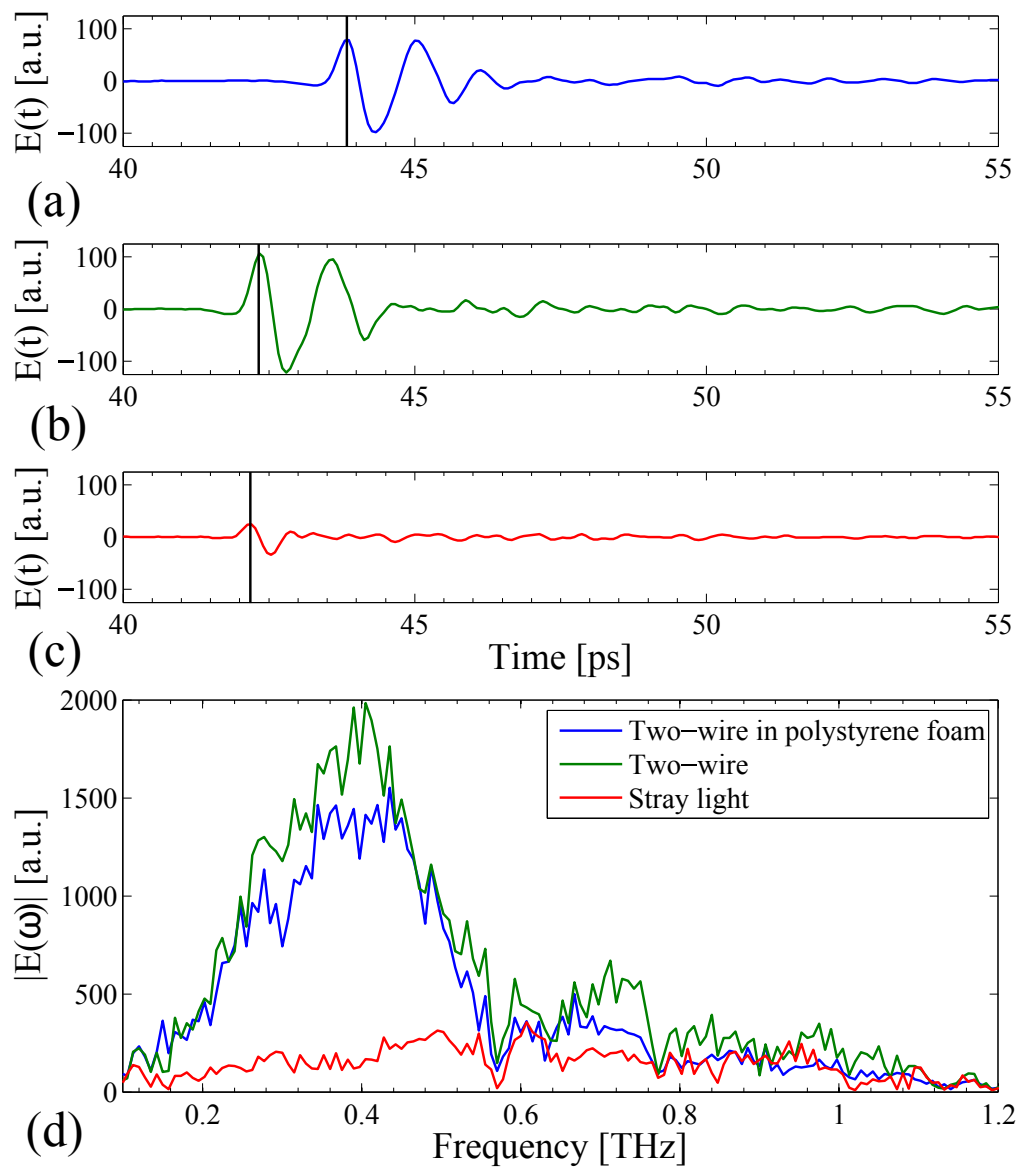 E(t) [a.u.]
100
0
−100
40 45 50 55
(a)
E(t) [a.u.]
100
0
−100
40 45 50 55
(b)
E(t) [a.u.]
100
0
−100
40 45 50 55
Time [ps]
(c)
|E(ω)| [a.u.]
2000
1500
1000
500
0
Two−wire in polystyrene foam
Two−wire
Stray light
0.2 0.4 0.6 0.8 1 1.2
Frequency [THz]
(d)